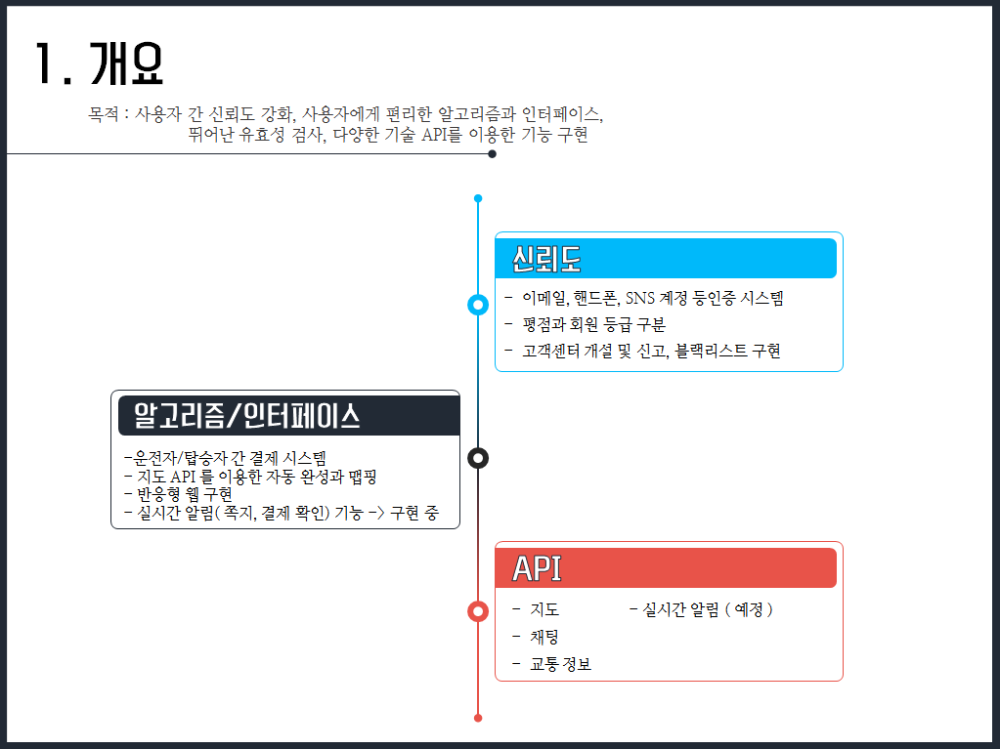 1. 개요
목적 : 사용자 간 신뢰도 강화, 사용자에게 편리한 알고리즘과 인터페이스,
뛰어난 유효성 검사, 다양한 기술 API를 이용한 기능 구현
신뢰도
- 이메일, 핸드폰, SNS 계정 등인증 시스템
- 평점과 회원 등급 구분
- 고객센터 개설 및 신고, 블랙리스트 구현
알고리즘/인터페이스
-운전자/탑승자 간 결제 시스템
- 지도 API 를 이용한 자동 완성과 맵핑
- 반응형 웹 구현
- 실시간 알림( 쪽지, 결제 확인) 기능 -> 구현 중
API
- 지도 - 실시간 알림 ( 예정 )
- 채팅
- 교통 정보